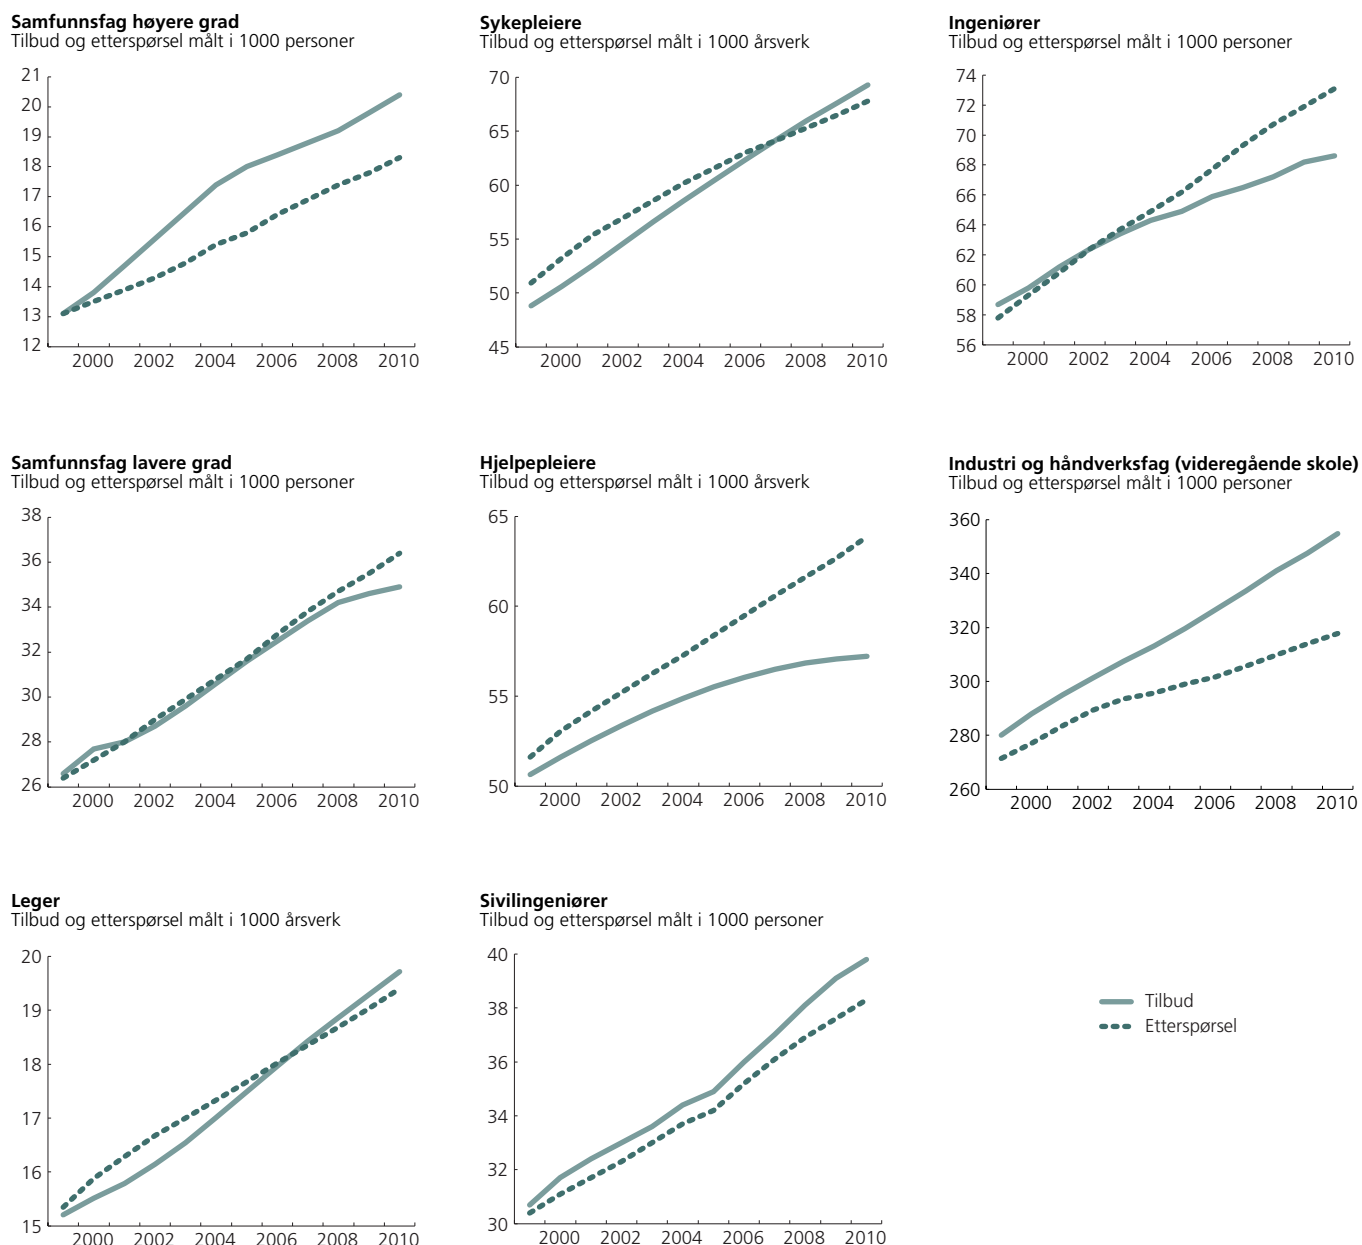 Samfunnsfag høyere grad
Tilbud og etterspørsel målt i 1000 personer
21
20
19
18
17
16
15
14
13
12
2000 2002 2004 2006 2008 2010
Sykepleiere
Tilbud og etterspørsel målt i 1000 årsverk
70
65
60
55
50
45
2000 2002 2004 2006 2008 2010
Ingeniører
Tilbud og etterspørsel målt i 1000 personer
74
72
70
68
66
64
62
60
58
56
2000 2002 2004 2006 2008 2010
Samfunnsfag lavere grad
Tilbud og etterspørsel målt i 1000 personer
38
36
34
32
30
28
26
2000 2002 2004 2006 2008 2010
Hjelpepleiere
Tilbud og etterspørsel målt i 1000 årsverk
65
60
55
50
2000 2002 2004 2006 2008 2010
Industri og håndverksfag (videregående skole)
Tilbud og etterspørsel målt i 1000 personer
360
340
320
300
280
260
2000 2002 2004 2006 2008 2010
Leger
Tilbud og etterspørsel målt i 1000 årsverk
20
19
18
17
16
15
2000 2002 2004 2006 2008 2010
Sivilingeniører
Tilbud og etterspørsel målt i 1000 personer
40
38
36
34
32
30
2000 2002 2004 2006 2008 2010
Tilbud
Etterspørsel